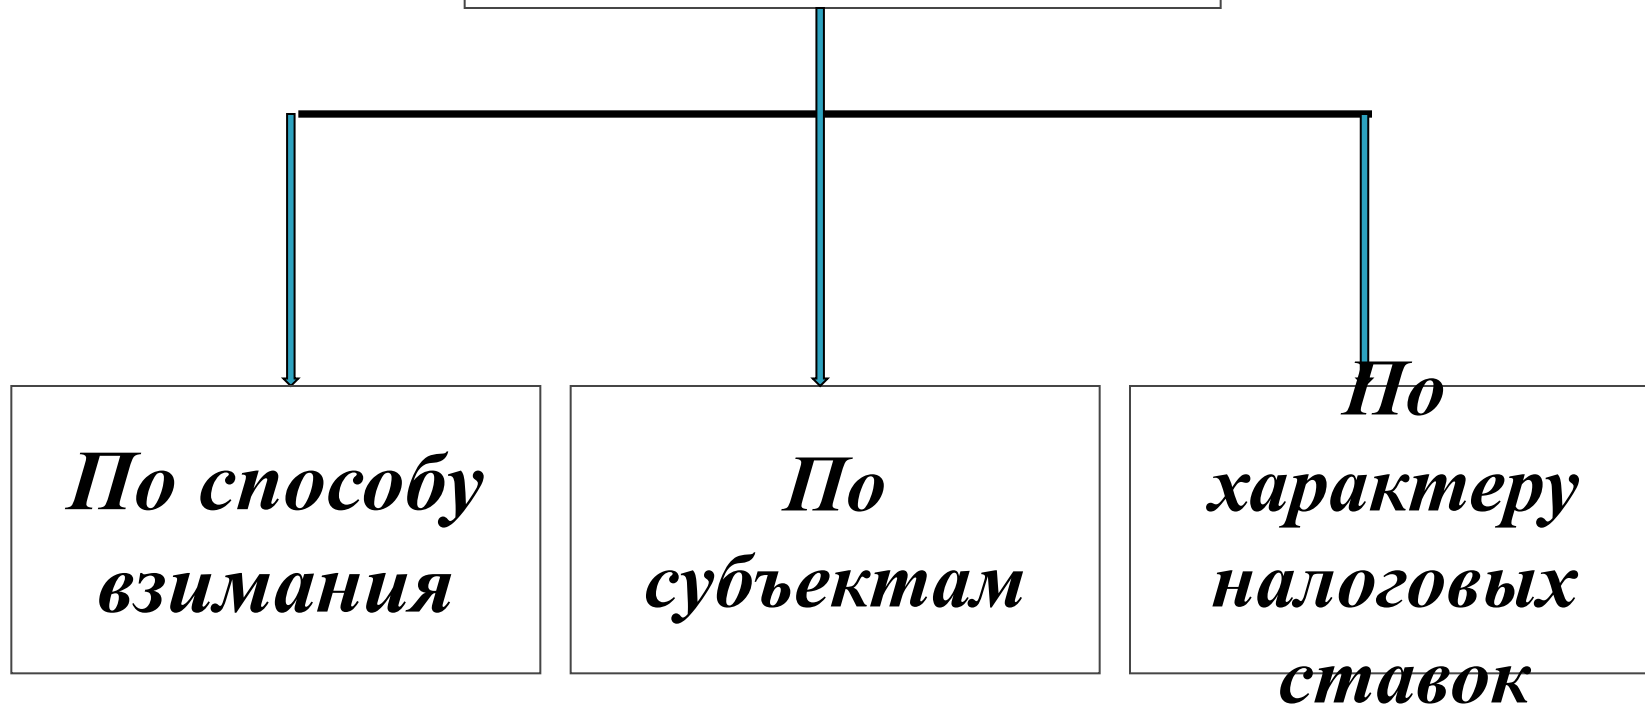 По способу
взимания
По
субъектам
По
характеру
налоговых
ставок